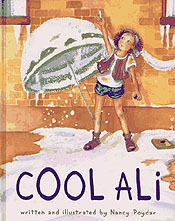 COOL ALi
written and illustrated by Nancy Poydar